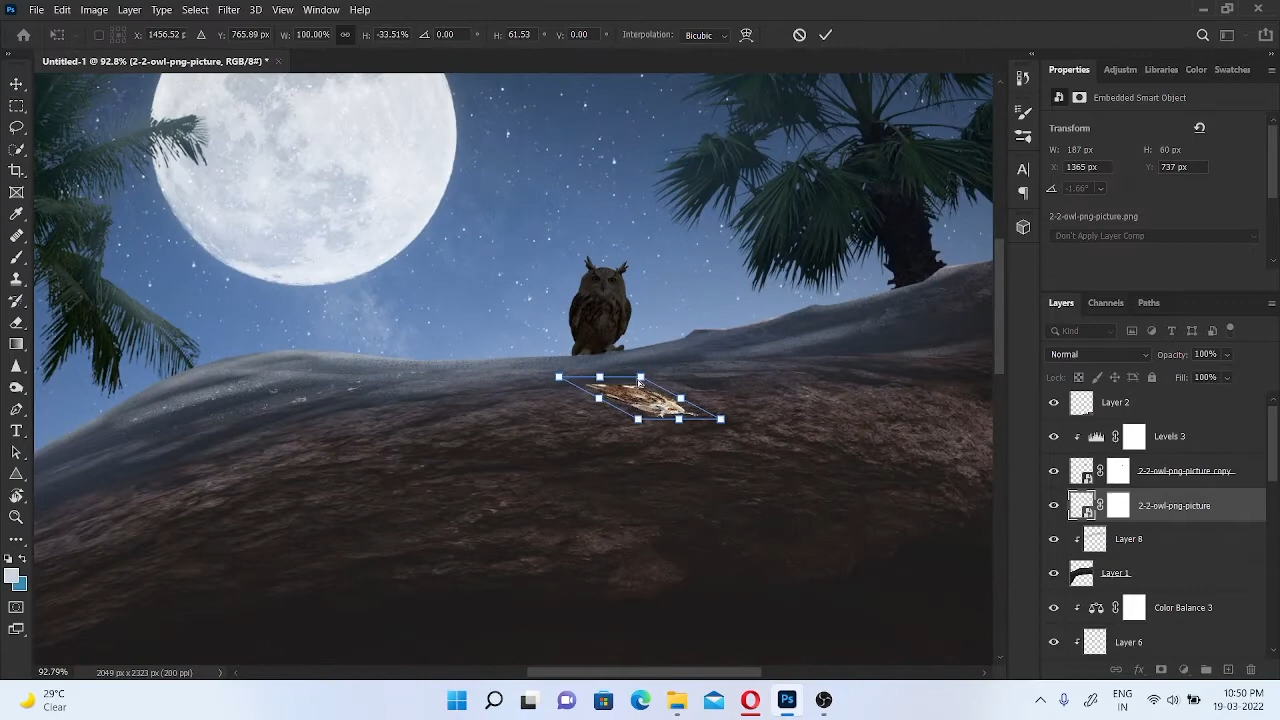 Ps File Edit Image Layer Type Select Filter 3D View Window Help
X: 1456.52 p Y: 765.89 px W: 100.00% H: -33.51% 0.00 ° H: 61.53 ° V: 0.00 ° Interpolation: Bicubic
Untitled-1 @ 92.8% (2-2-owl-png-picture, RGB/8#) * ×
Properties Adjustm Libraries Color Swatches
Embedded Smart Object
Transform
W: 187 px H: 60 px
X: 1365 px Y: 737 px
-1.66°
2-2-owl-png-picture.png
Don't Apply Layer Comp
Layers Channels Paths
Kind
Normal Opacity: 100%
Lock: Fill: 100%
Layer 2
Levels 3
2-2-owl-png-picture copy
2-2-owl-png-picture
Layer 8
Layer 1
Color Balance 3
Layer 6
92.79% 2049 px x 2323 px (200 ppi)
29°C
Clear
ENG
IN
10:50 PM
19-03-2022